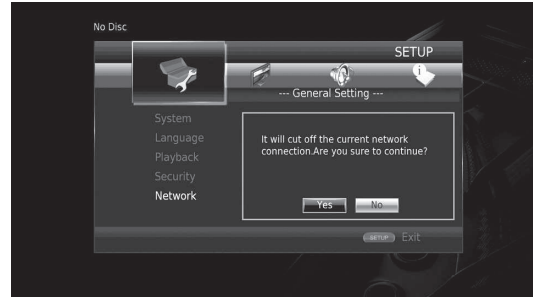 No Disc
SETUP
--- General Setting ---
System
Language
Playback
Security
Network
It will cut off the current network
connection.Are you sure to continue?
Yes
No
SETUP Exit